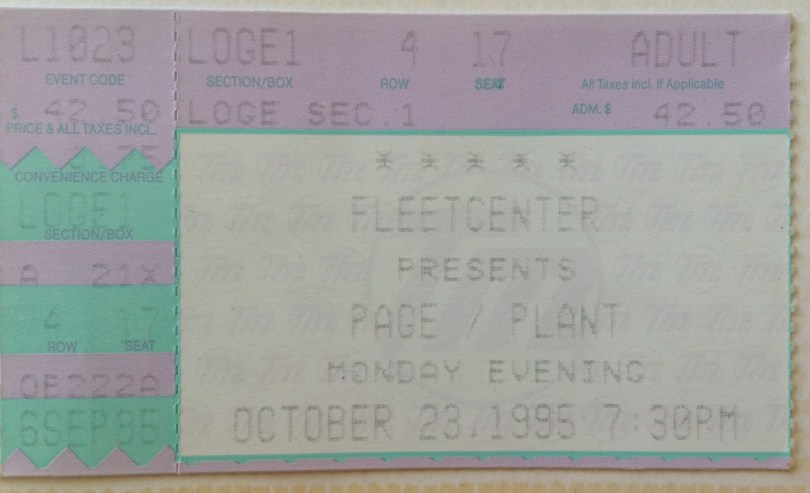 L1023
EVENT CODE
$ 42.50
PRICE & ALL TAXES INCL.
CONVENIENCE CHARGE
LOGE1
SECTION/BOX
A 21X
4 17
ROW SEAT
OB222A
6SEP95
LOGE1 4 17 ADULT
SECTION/BOX ROW SEAT All Taxes incl. If Applicable
LOGE SEC.1 ADM. $ 42.50
* * * * *
FLEETCENTER
PRESENTS
PAGE / PLANT
MONDAY EVENING
OCTOBER 23.1995 7:30PM